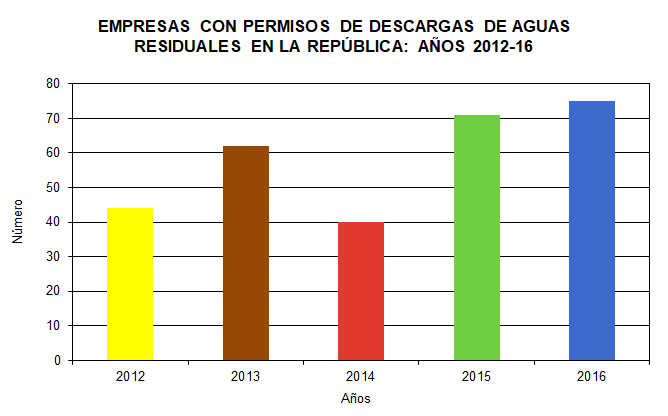 EMPRESAS CON PERMISOS DE DESCARGAS DE AGUAS
RESIDUALES EN LA REPÚBLICA: AÑOS 2012-16
80
70
60
50
40
30
20
10
0
Número
2012 2013 2014 2015 2016
Años